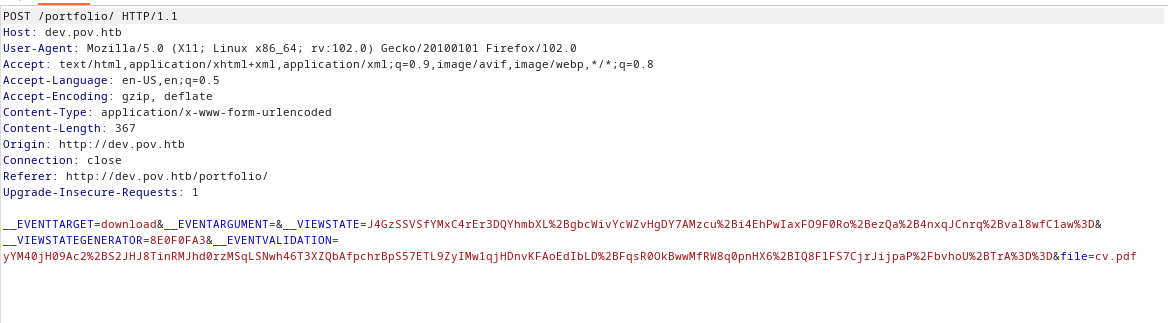 POST /portfolio/ HTTP/1.1
Host: dev.pov.htb
User-Agent: Mozilla/5.0 (X11; Linux x86_64; rv:102.0) Gecko/20100101 Firefox/102.0
Accept: text/html,application/xhtml+xml,application/xml;q=0.9,image/avif,image/webp,*/*;q=0.8
Accept-Language: en-US,en;q=0.5
Accept-Encoding: gzip, deflate
Content-Type: application/x-www-form-urlencoded
Content-Length: 367
Origin: http://dev.pov.htb
Connection: close
Referer: http://dev.pov.htb/portfolio/
Upgrade-Insecure-Requests: 1
__EVENTTARGET=download&__EVENTARGUMENT=&__VIEWSTATE=J4GzSSVSfYMxC4rEr3DQYhmbXL%2BgbcWivYcWZvHgDY7AMzcu%2Bi4EhPwIaxFO9F0Ro%2BezQa%2B4nxqJCnrq%2Bval8wfC1aw%3D&
__VIEWSTATEGENERATOR=8E0F0FA3&__EVENTVALIDATION=
yYM40jH09Ac2%2BS2JHJ8TinRMJhd0rzMSqLSNwh46T3XZQbAfpchrBpS57ETL9ZyIMw1qjHDnvKFAoEdIbLD%2BFqsR0OkBwwMfRW8q0pnHX6%2BIQ8FlFS7CjrJijpaP%2FbvhoU%2BTrA%3D%3D&file=cv.pdf